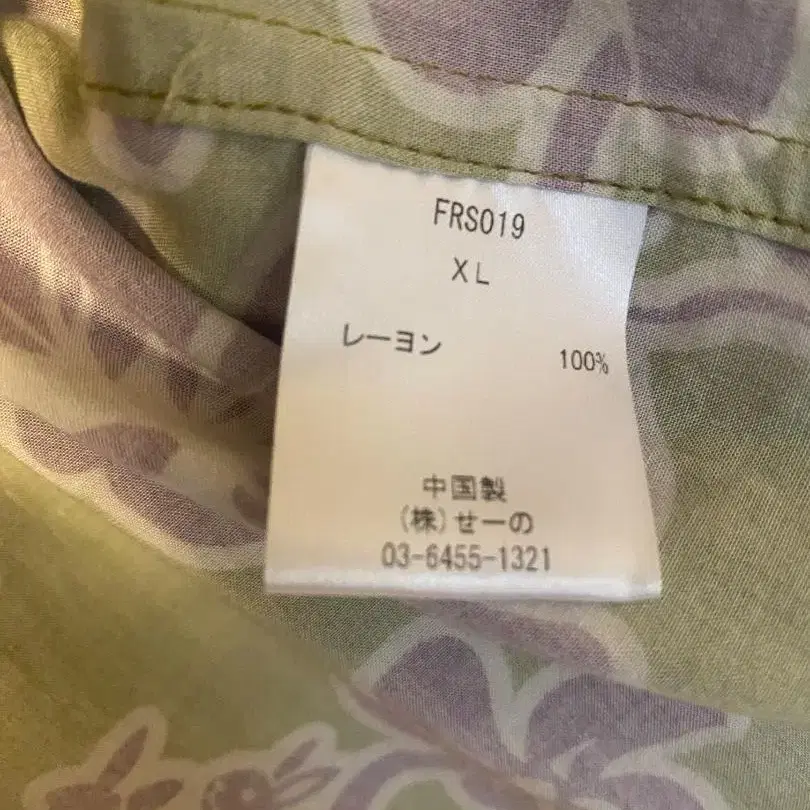 FRS019
XL
レーヨン 100%
中国製
(株)せーの
03-6455-1321